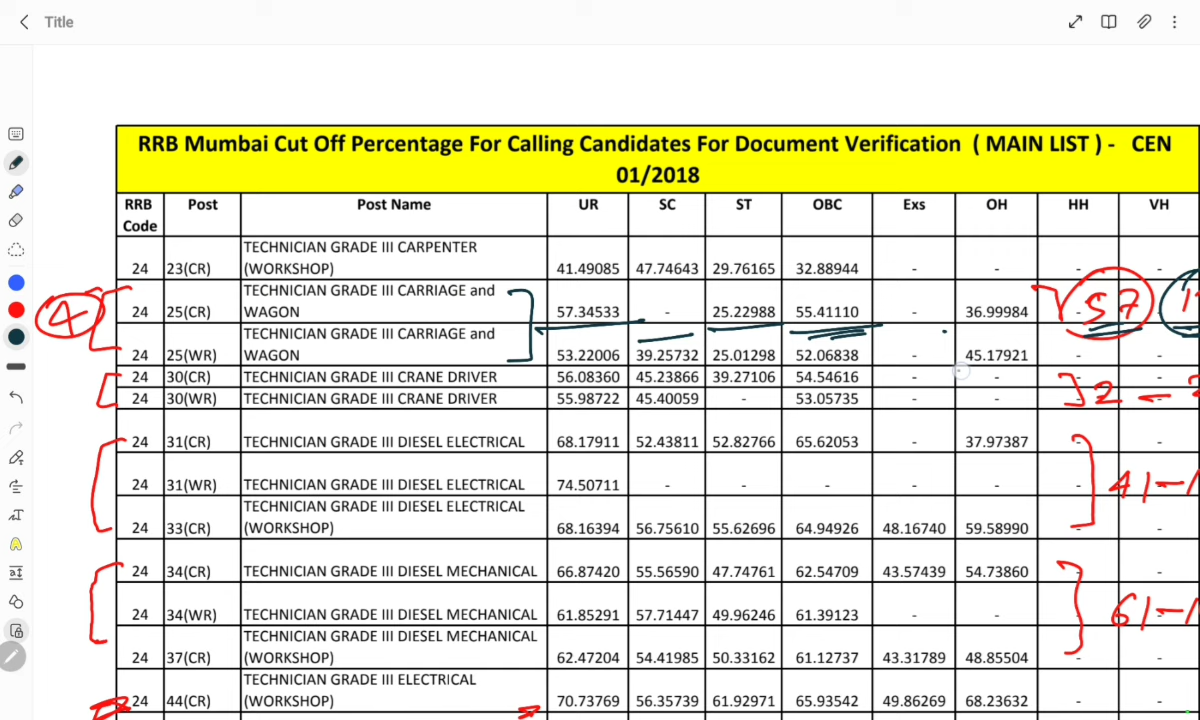 Title
RRB Mumbai Cut Off Percentage For Calling Candidates For Document Verification ( MAIN LIST ) - CEN
01/2018
RRB Code Post Post Name UR SC ST OBC Exs OH HH VH
24 23(CR) TECHNICIAN GRADE III CARPENTER (WORKSHOP) 41.49085 47.74643 29.76165 32.88944 - - - -
24 25(CR) TECHNICIAN GRADE III CARRIAGE and WAGON 57.34533 - 25.22988 55.41110 - 36.99984 -
4
57
24 25(WR) TECHNICIAN GRADE III CARRIAGE and WAGON 53.22006 39.25732 25.01298 52.06838 - 45.17921 - -
24 30(CR) TECHNICIAN GRADE III CRANE DRIVER 56.08360 45.23866 39.27106 54.54616 - - - -
24 30(WR) TECHNICIAN GRADE III CRANE DRIVER 55.98722 45.40059 - 53.05735 - - - -
2 -
24 31(CR) TECHNICIAN GRADE III DIESEL ELECTRICAL 68.17911 52.43811 52.82766 65.62053 - 37.97387 - -
24 31(WR) TECHNICIAN GRADE III DIESEL ELECTRICAL 74.50711 - - - - - - -
41-1
24 33(CR) TECHNICIAN GRADE III DIESEL ELECTRICAL (WORKSHOP) 68.16394 56.75610 55.62696 64.94926 48.16740 59.58990 - -
24 34(CR) TECHNICIAN GRADE III DIESEL MECHANICAL 66.87420 55.56590 47.74761 62.54709 43.57439 54.73860 - -
24 34(WR) TECHNICIAN GRADE III DIESEL MECHANICAL 61.85291 57.71447 49.96246 61.39123 - - - -
61-1
24 37(CR) TECHNICIAN GRADE III DIESEL MECHANICAL (WORKSHOP) 62.47204 54.41985 50.33162 61.12737 43.31789 48.85504 - -
24 44(CR) TECHNICIAN GRADE III ELECTRICAL (WORKSHOP) 70.73769 56.35739 61.92971 65.93542 49.86269 68.23632 - -